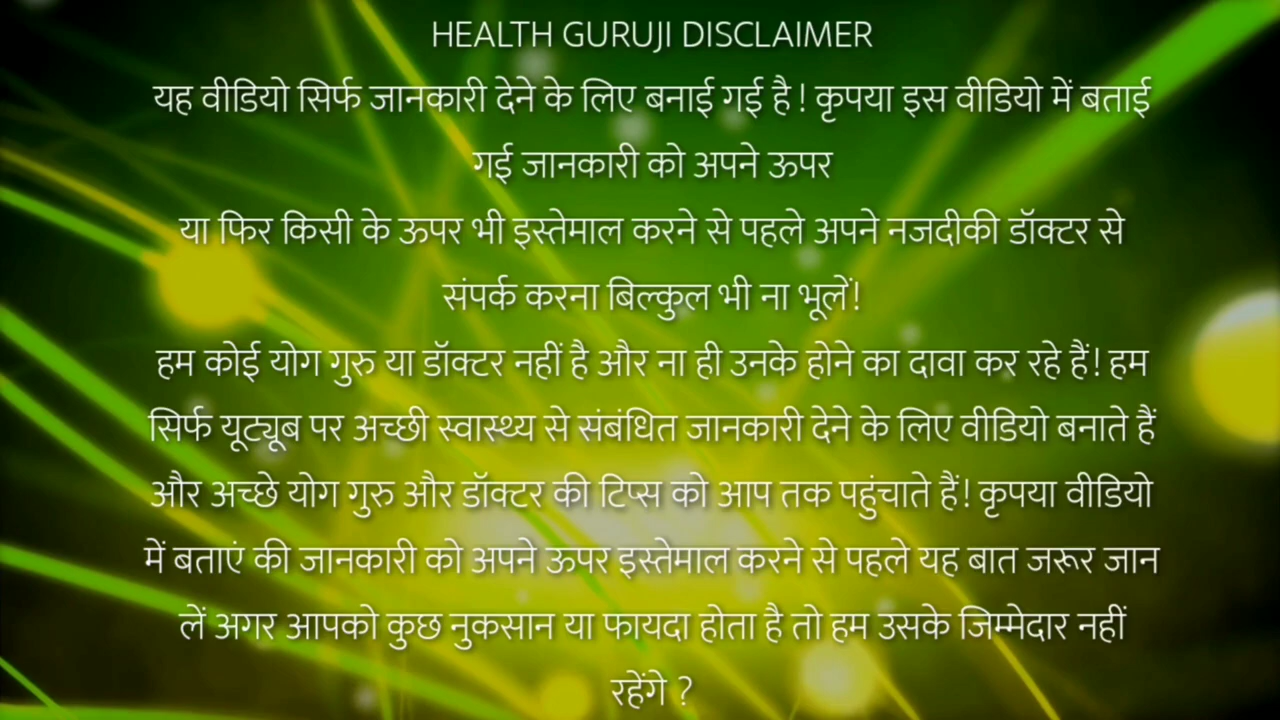 HEALTH GURUJI DISCLAIMER
यह वीडियो सिर्फ जानकारी देने के लिए बनाई गई है ! कृपया इस वीडियो में बताई
गई जानकारी को अपने ऊपर
या फिर किसी के ऊपर भी इस्तेमाल करने से पहले अपने नजदीकी डॉक्टर से
संपर्क करना बिल्कुल भी ना भूलें!
हम कोई योग गुरु या डॉक्टर नहीं है और ना ही उनके होने का दावा कर रहे हैं! हम
सिर्फ यूट्यूब पर अच्छी स्वास्थ्य से संबंधित जानकारी देने के लिए वीडियो बनाते हैं
और अच्छे योग गुरु और डॉक्टर की टिप्स को आप तक पहुंचाते हैं! कृपया वीडियो
में बताएं की जानकारी को अपने ऊपर इस्तेमाल करने से पहले यह बात जरूर जान
लें अगर आपको कुछ नुकसान या फायदा होता है तो हम उसके जिम्मेदार नहीं
रहेंगे ?